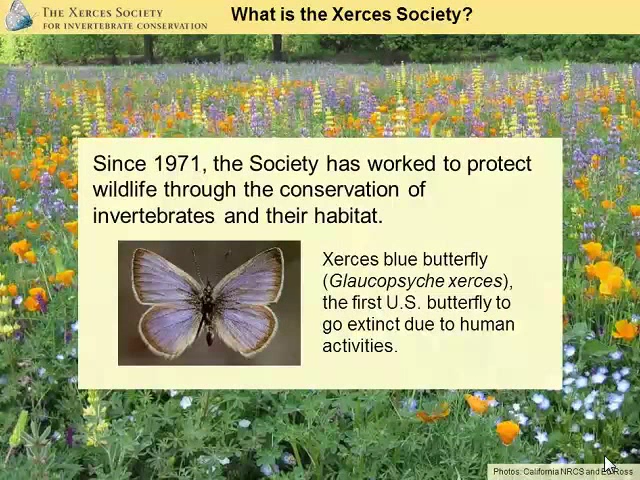 THE XERCES SOCIETY
FOR INVERTEBRATE CONSERVATION
What is the Xerces Society?
Since 1971, the Society has worked to protect
wildlife through the conservation of
invertebrates and their habitat.
Xerces blue butterfly
(Glaucopsyche xerces),
the first U.S. butterfly to
go extinct due to human
activities.
Photos: California NRCS and Ed Ross